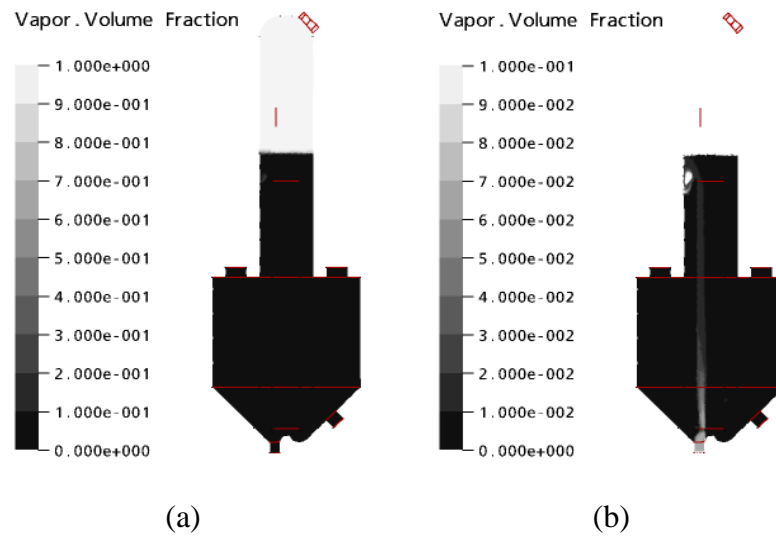 Vapor.Volume Fraction
1.000e+000
9.000e-001
8.000e-001
7.000e-001
6.000e-001
5.000e-001
4.000e-001
3.000e-001
2.000e-001
1.000e-001
0.000e+000
(a)
Vapor.Volume Fraction
1.000e-001
9.000e-002
8.000e-002
7.000e-002
6.000e-002
5.000e-002
4.000e-002
3.000e-002
2.000e-002
1.000e-002
0.000e+000
(b)